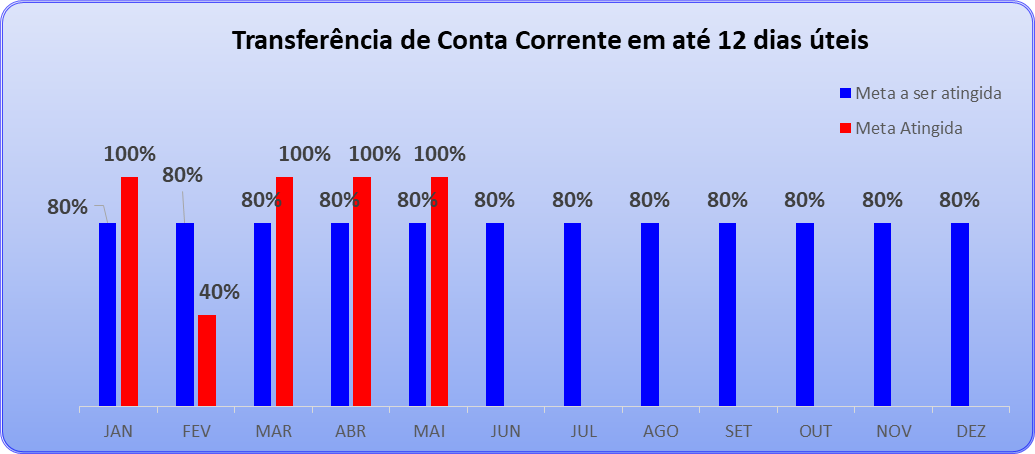 Transferência de Conta Corrente em até 12 dias úteis
Meta a ser atingida
Meta Atingida
100% 100% 100% 100%
80% 80% 80% 80% 80% 80% 80% 80% 80% 80% 80% 80%
40%
JAN FEV MAR ABR MAI JUN JUL AGO SET OUT NOV DEZ